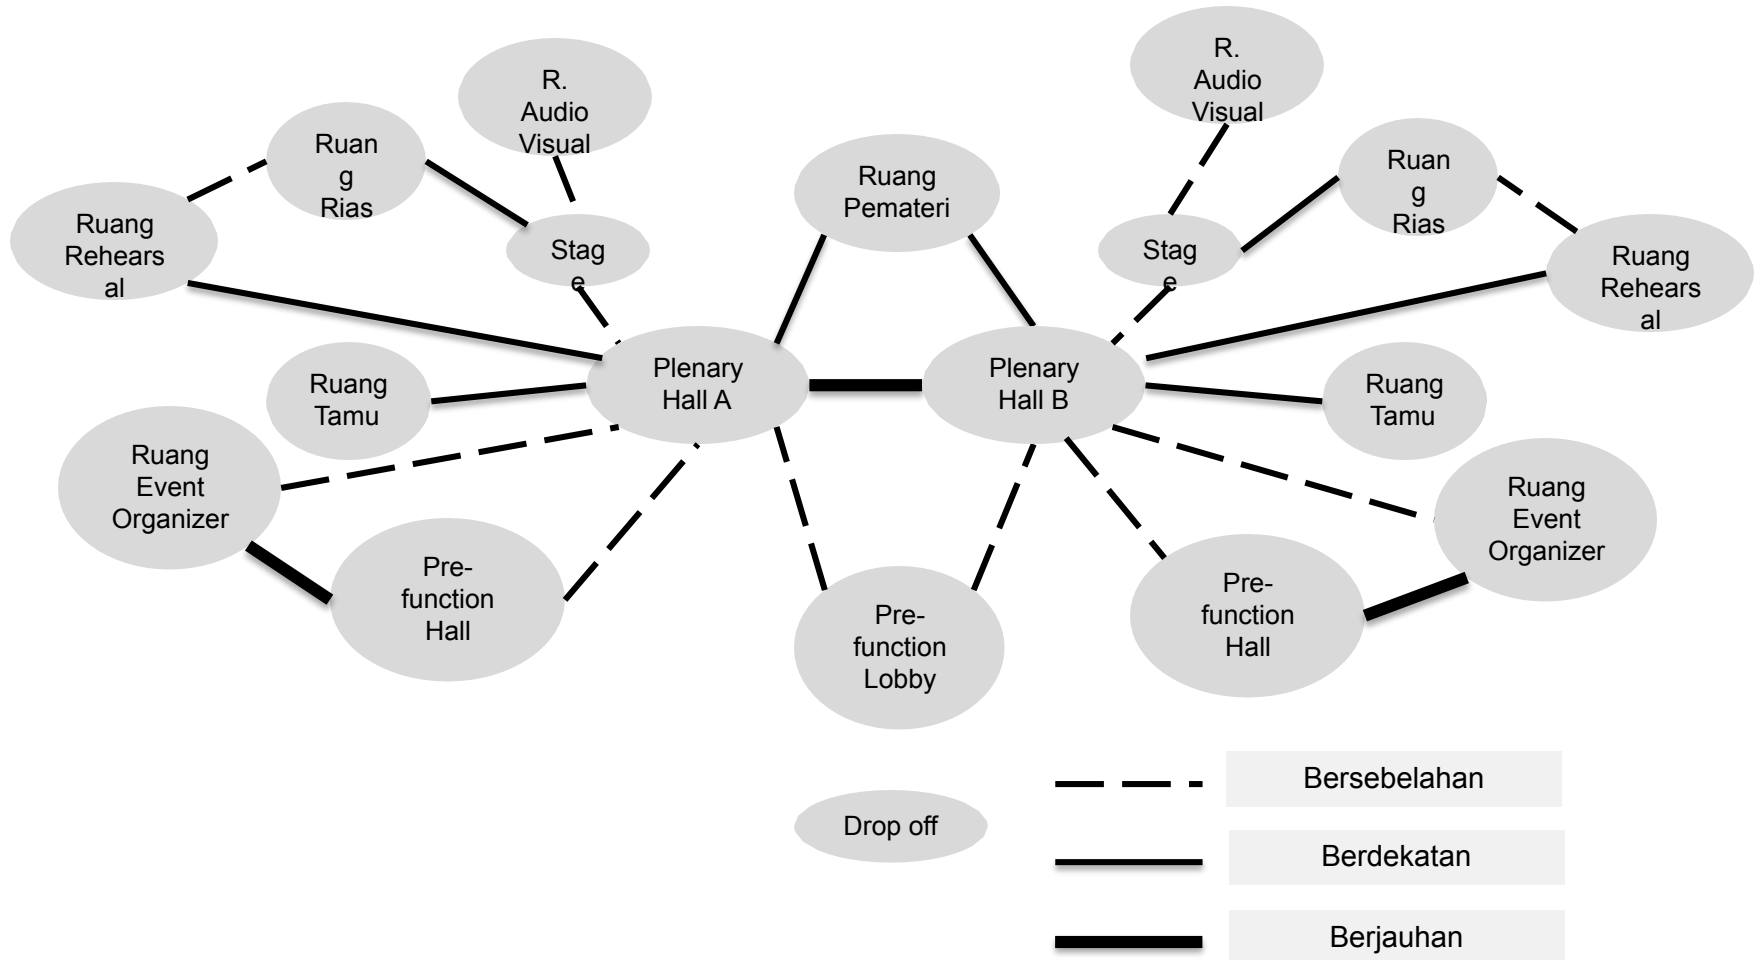 R.
Audio
Visual
R.
Audio
Visual
Ruan
g
Rias
Ruang
Pemateri
Ruan
g
Rias
Ruang
Rehears
al
Stag
e
Stag
e
Ruang
Rehears
al
Ruang
Tamu
Plenary
Hall A
Plenary
Hall B
Ruang
Tamu
Ruang
Event
Organizer
Ruang
Event
Organizer
Pre-
function
Hall
Pre-
function
Lobby
Pre-
function
Hall
Drop off
Bersebelahan
Berdekatan
Berjauhan